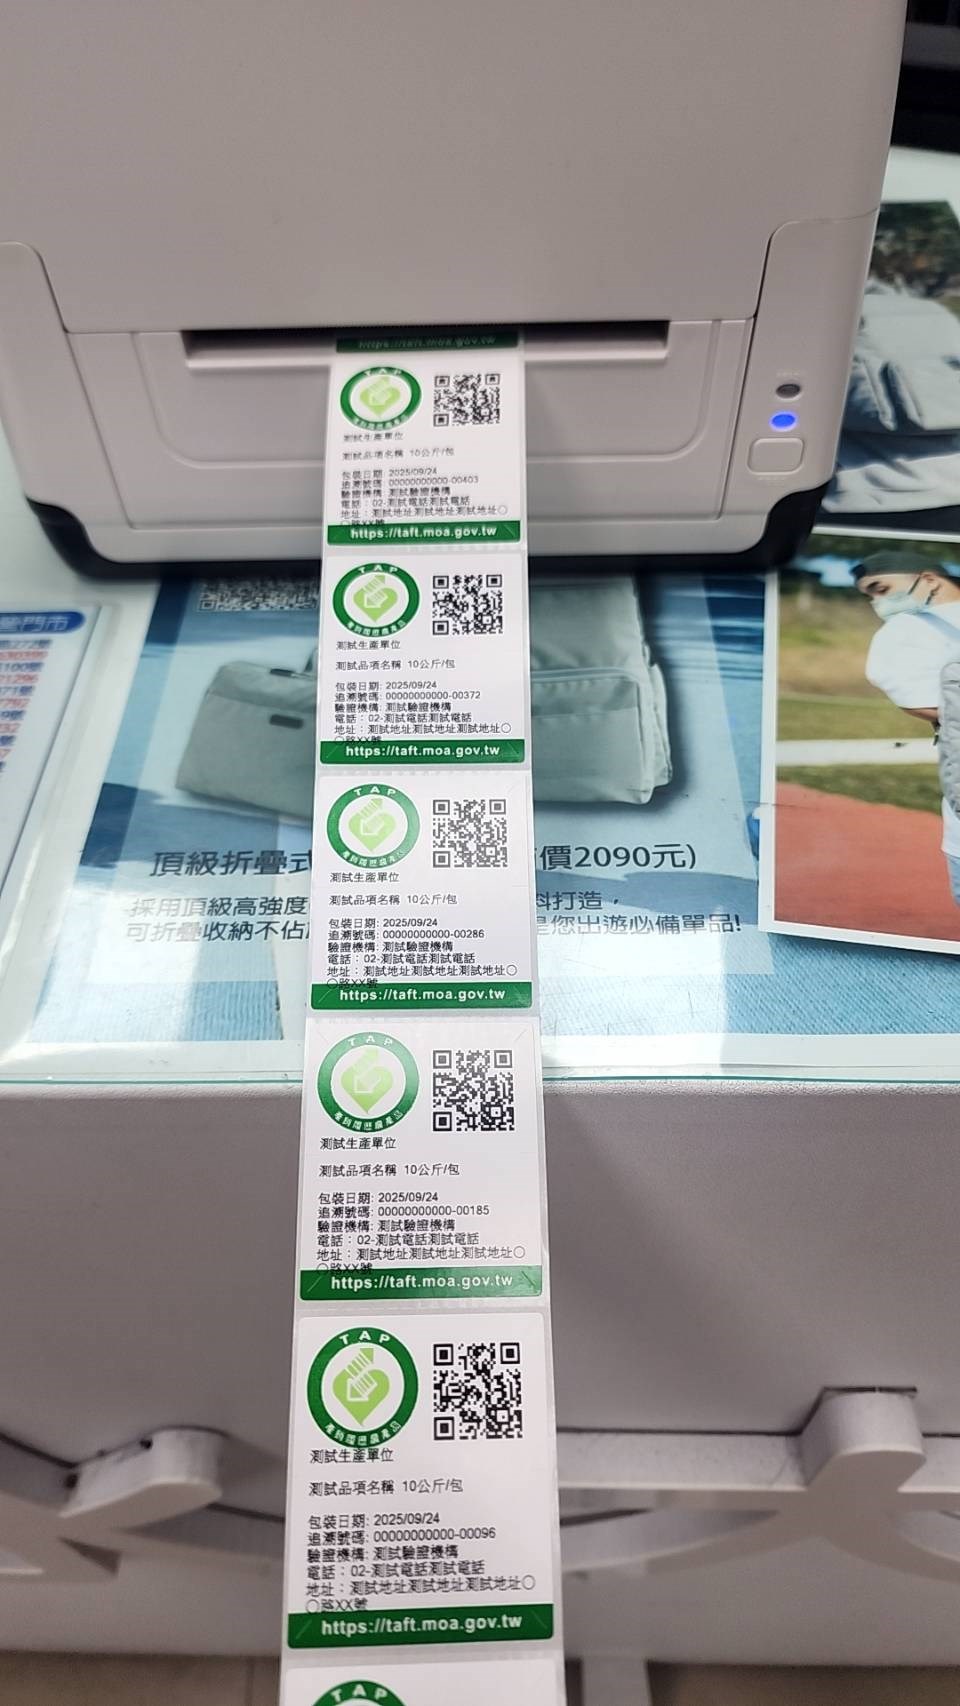 https://taft.moa.gov.tw
TAP
產銷履歷農產品
測試生產單位
測試品項名稱 10公斤/包
包裝日期: 2025/09/24
追溯號碼: 00000000000-00403
驗證機構: 測試驗證機構
電話：02-測試電話測試電話
地址：測試地址測試地址測試地址○
○路XX號
https://taft.moa.gov.tw
TAP
產銷履歷農產品
測試生產單位
測試品項名稱 10公斤/包
包裝日期: 2025/09/24
追溯號碼: 00000000000-00372
驗證機構: 測試驗證機構
電話：02-測試電話測試電話
地址：測試地址測試地址測試地址○
○路XX號
https://taft.moa.gov.tw
TAP
產銷履歷農產品
測試生產單位
測試品項名稱 10公斤/包
包裝日期: 2025/09/24
追溯號碼: 00000000000-00286
驗證機構: 測試驗證機構
電話：02-測試電話測試電話
地址：測試地址測試地址測試地址○
○路XX號
https://taft.moa.gov.tw
TAP
產銷履歷農產品
測試生產單位
測試品項名稱 10公斤/包
包裝日期: 2025/09/24
追溯號碼: 00000000000-00185
驗證機構: 測試驗證機構
電話：02-測試電話測試電話
地址：測試地址測試地址測試地址○
○路XX號
https://taft.moa.gov.tw
TAP
產銷履歷農產品
測試生產單位
測試品項名稱 10公斤/包
包裝日期: 2025/09/24
追溯號碼: 00000000000-00096
驗證機構: 測試驗證機構
電話：02-測試電話測試電話
地址：測試地址測試地址測試地址○
○路XX號
https://taft.moa.gov.tw
TAP
門市
頂級折疊式
價2090元)
採用頂級高強度
料打造，
可折疊收納不佔
是您出遊必備單品!